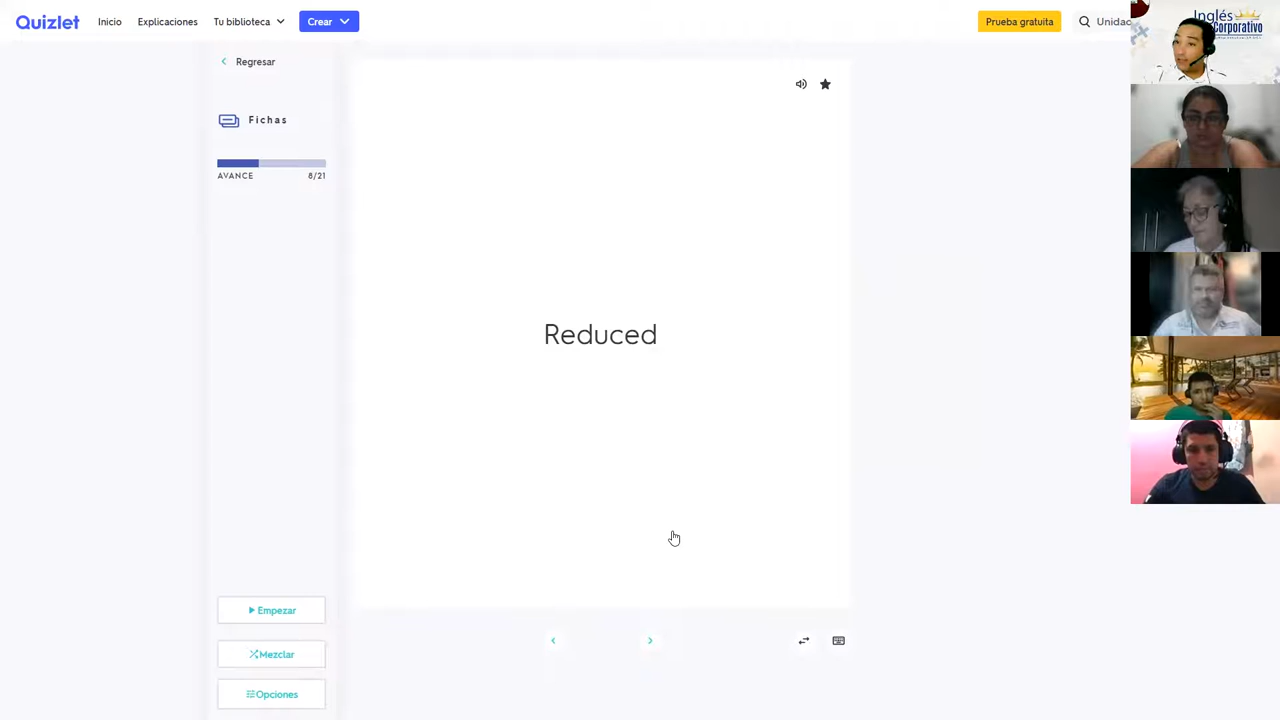 Quizlet
Inicio
Explicaciones
Tu biblioteca
Crear
Prueba gratuita
Inglés
Corporativo
Regresar
Fichas
AVANCE 8/21
Reduced
Empezar
Mezclar
Opciones